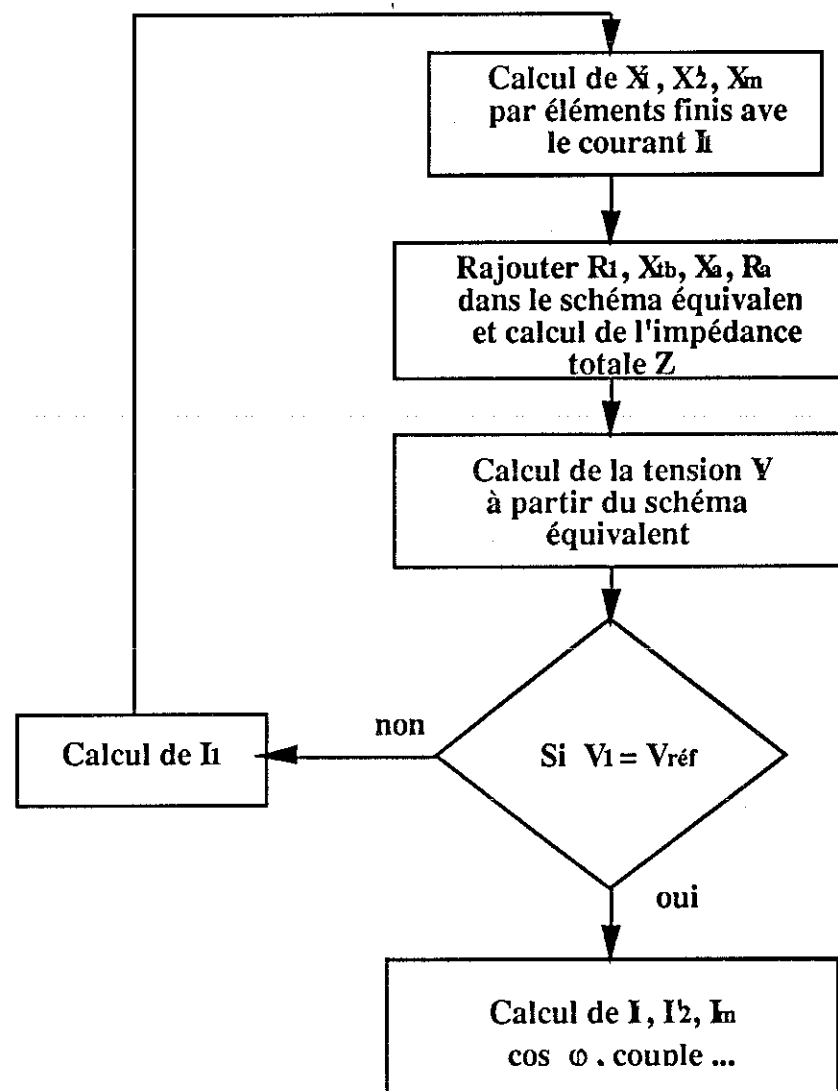 Calcul de X1, X'2, Xm
par éléments finis ave
le courant I1
Rajouter R1, X1b, Xa, Ra
dans le schéma équivalen
et calcul de l'impédance
totale Z
Calcul de la tension V
à partir du schéma
équivalent
non
Calcul de I1
Si V1 = Vréf
oui
Calcul de I1, I'2, Im
cos φ, couple ...